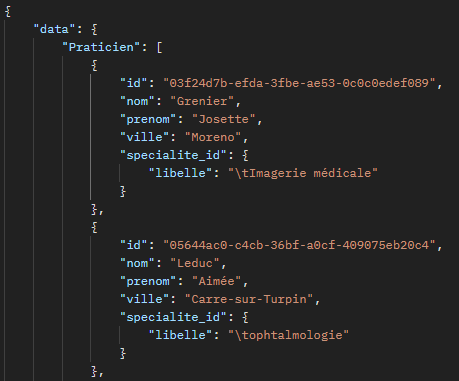 {
"data": {
"Praticien": [
{
"id": "03f24d7b-efda-3fbe-ae53-0c0c0edef089",
"nom": "Grenier",
"prenom": "Josette",
"ville": "Moreno",
"specialite_id": {
"libelle": "\tImagerie médicale"
}
},
{
"id": "05644ac0-c4cb-36bf-a0cf-409075eb20c4",
"nom": "Leduc",
"prenom": "Aimée",
"ville": "Carre-sur-Turpin",
"specialite_id": {
"libelle": "\tophtalmologie"
}
},